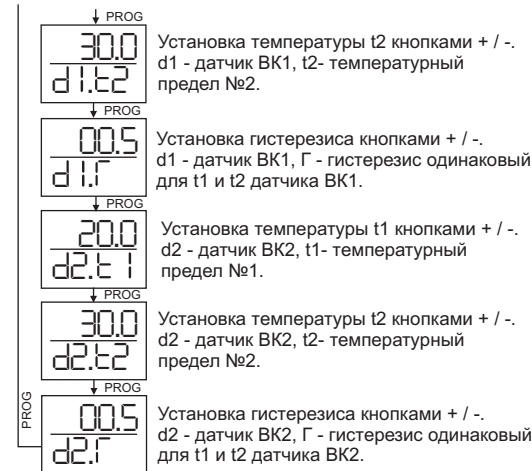 PROG
30.0
d1.t2
Установка температуры t2 кнопками + / -.
d1 - датчик ВК1, t2- температурный
предел №2.
PROG
00.5
d1.Г
Установка гистерезиса кнопками + / -.
d1 - датчик ВК1, Г - гистерезис одинаковый
для t1 и t2 датчика ВК1.
PROG
20.0
d2.t1
Установка температуры t1 кнопками + / -.
d2 - датчик ВК2, t1- температурный
предел №1.
PROG
30.0
d2.t2
Установка температуры t2 кнопками + / -.
d2 - датчик ВК2, t2- температурный
предел №2.
PROG
PROG
00.5
d2.Г
Установка гистерезиса кнопками + / -.
d2 - датчик ВК2, Г - гистерезис одинаковый
для t1 и t2 датчика ВК2.